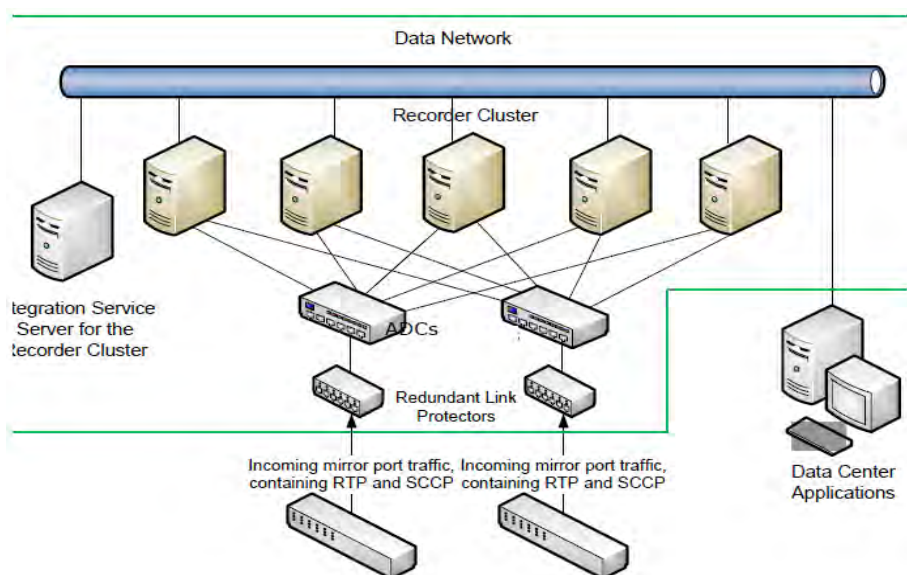 Data Network
Recorder Cluster
ntegration Service
Server for the
Recorder Cluster
ADCs
Redundant Link
Protectors
Incoming mirror port traffic,
containing RTP and SCCP
Incoming mirror port traffic,
containing RTP and SCCP
Data Center
Applications